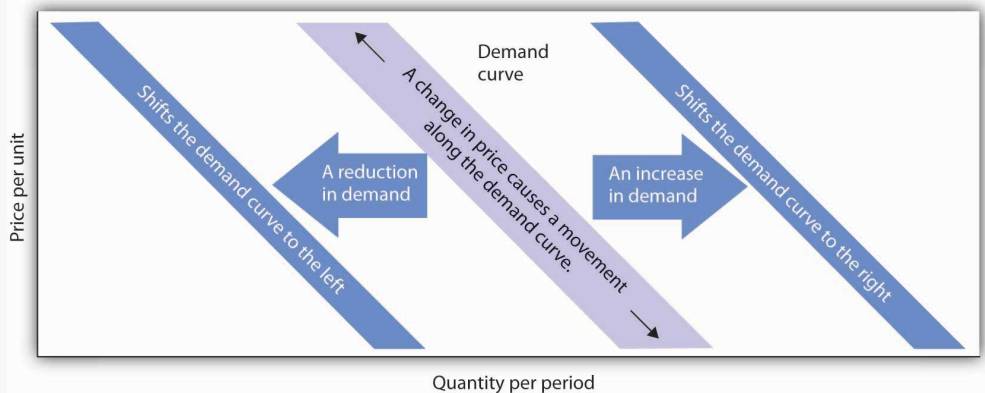 Price per unit
Shifts the demand curve to the left
A reduction
in demand
A change in price causes a movement
along the demand curve.
Demand
curve
An increase
in demand
Shifts the demand curve to the right
Quantity per period